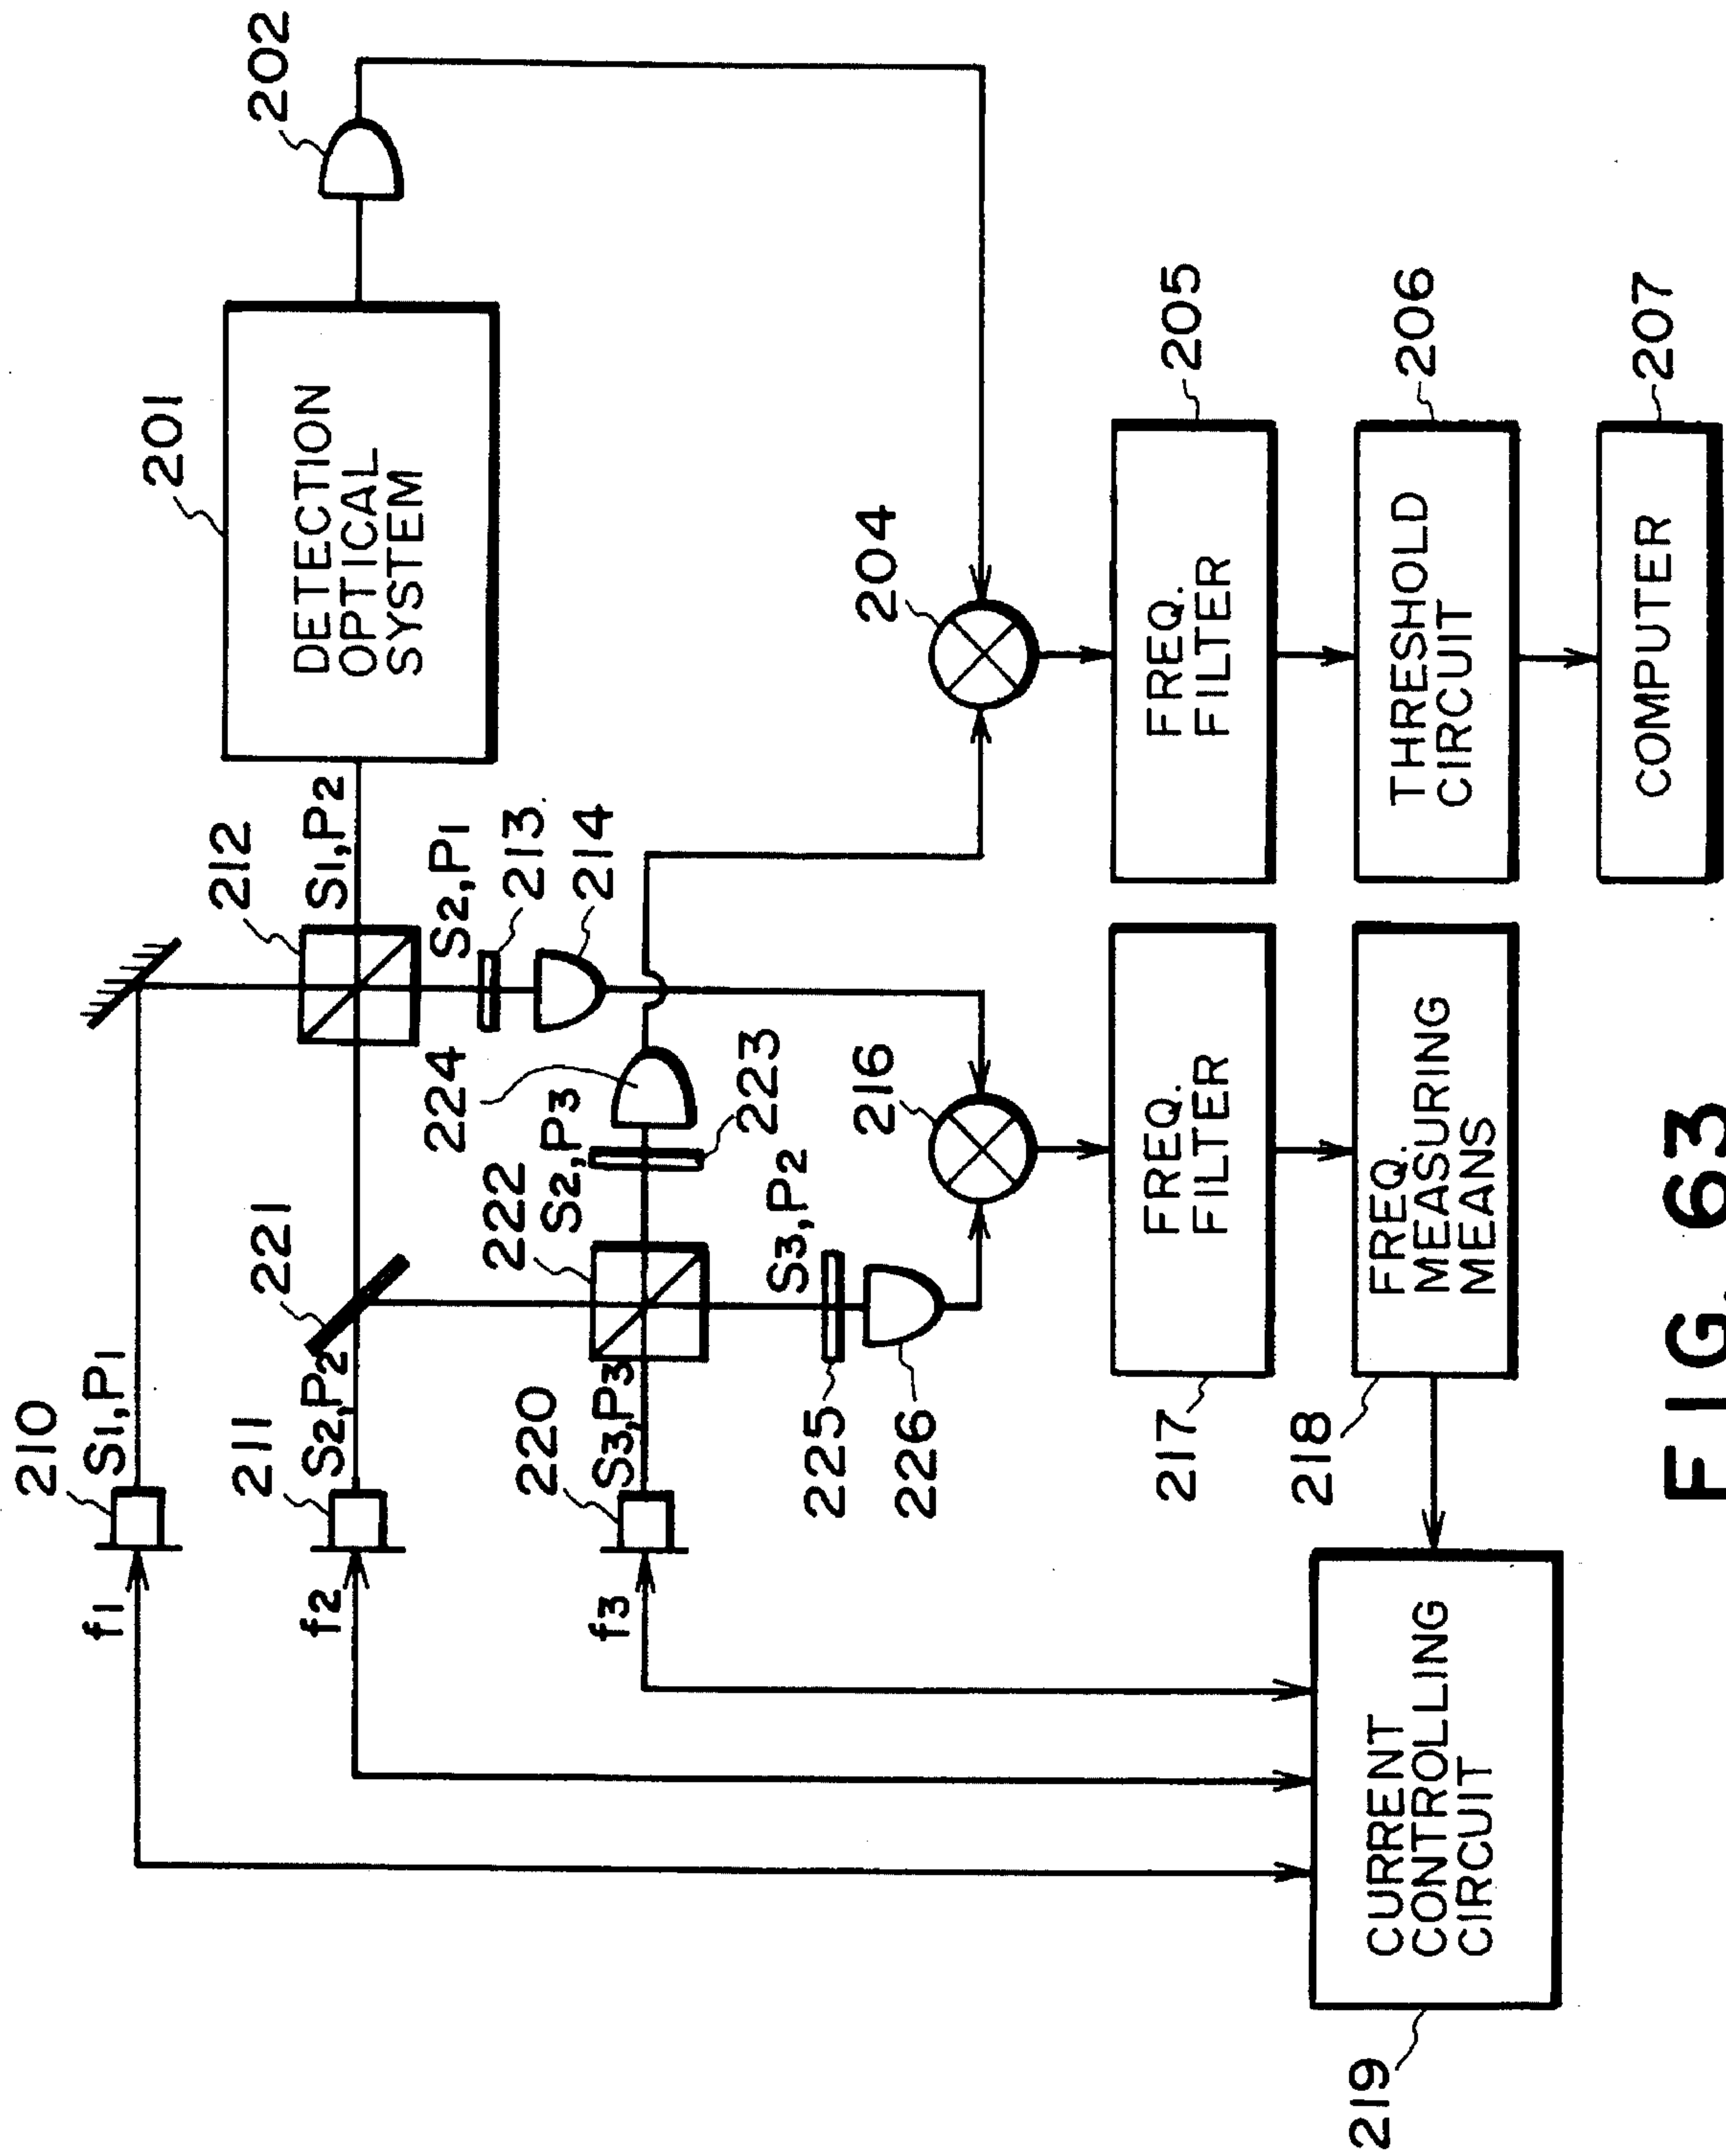 210
S1,P1
f1
211
S2,P2
f2
221
212
S1,P2
201
DETECTION
OPTICAL
SYSTEM
202
220
S3,P3
f3
222
S2,P3
224
223
S2,P1
213
214
S3,P2
225
226
216
204
FREQ.
FILTER
217
FREQ.
FILTER
205
FREQ.
MEASURING
MEANS
218
THRESHOLD
CIRCUIT
206
CURRENT
CONTROLLING
CIRCUIT
219
COMPUTER
207
FIG. 63